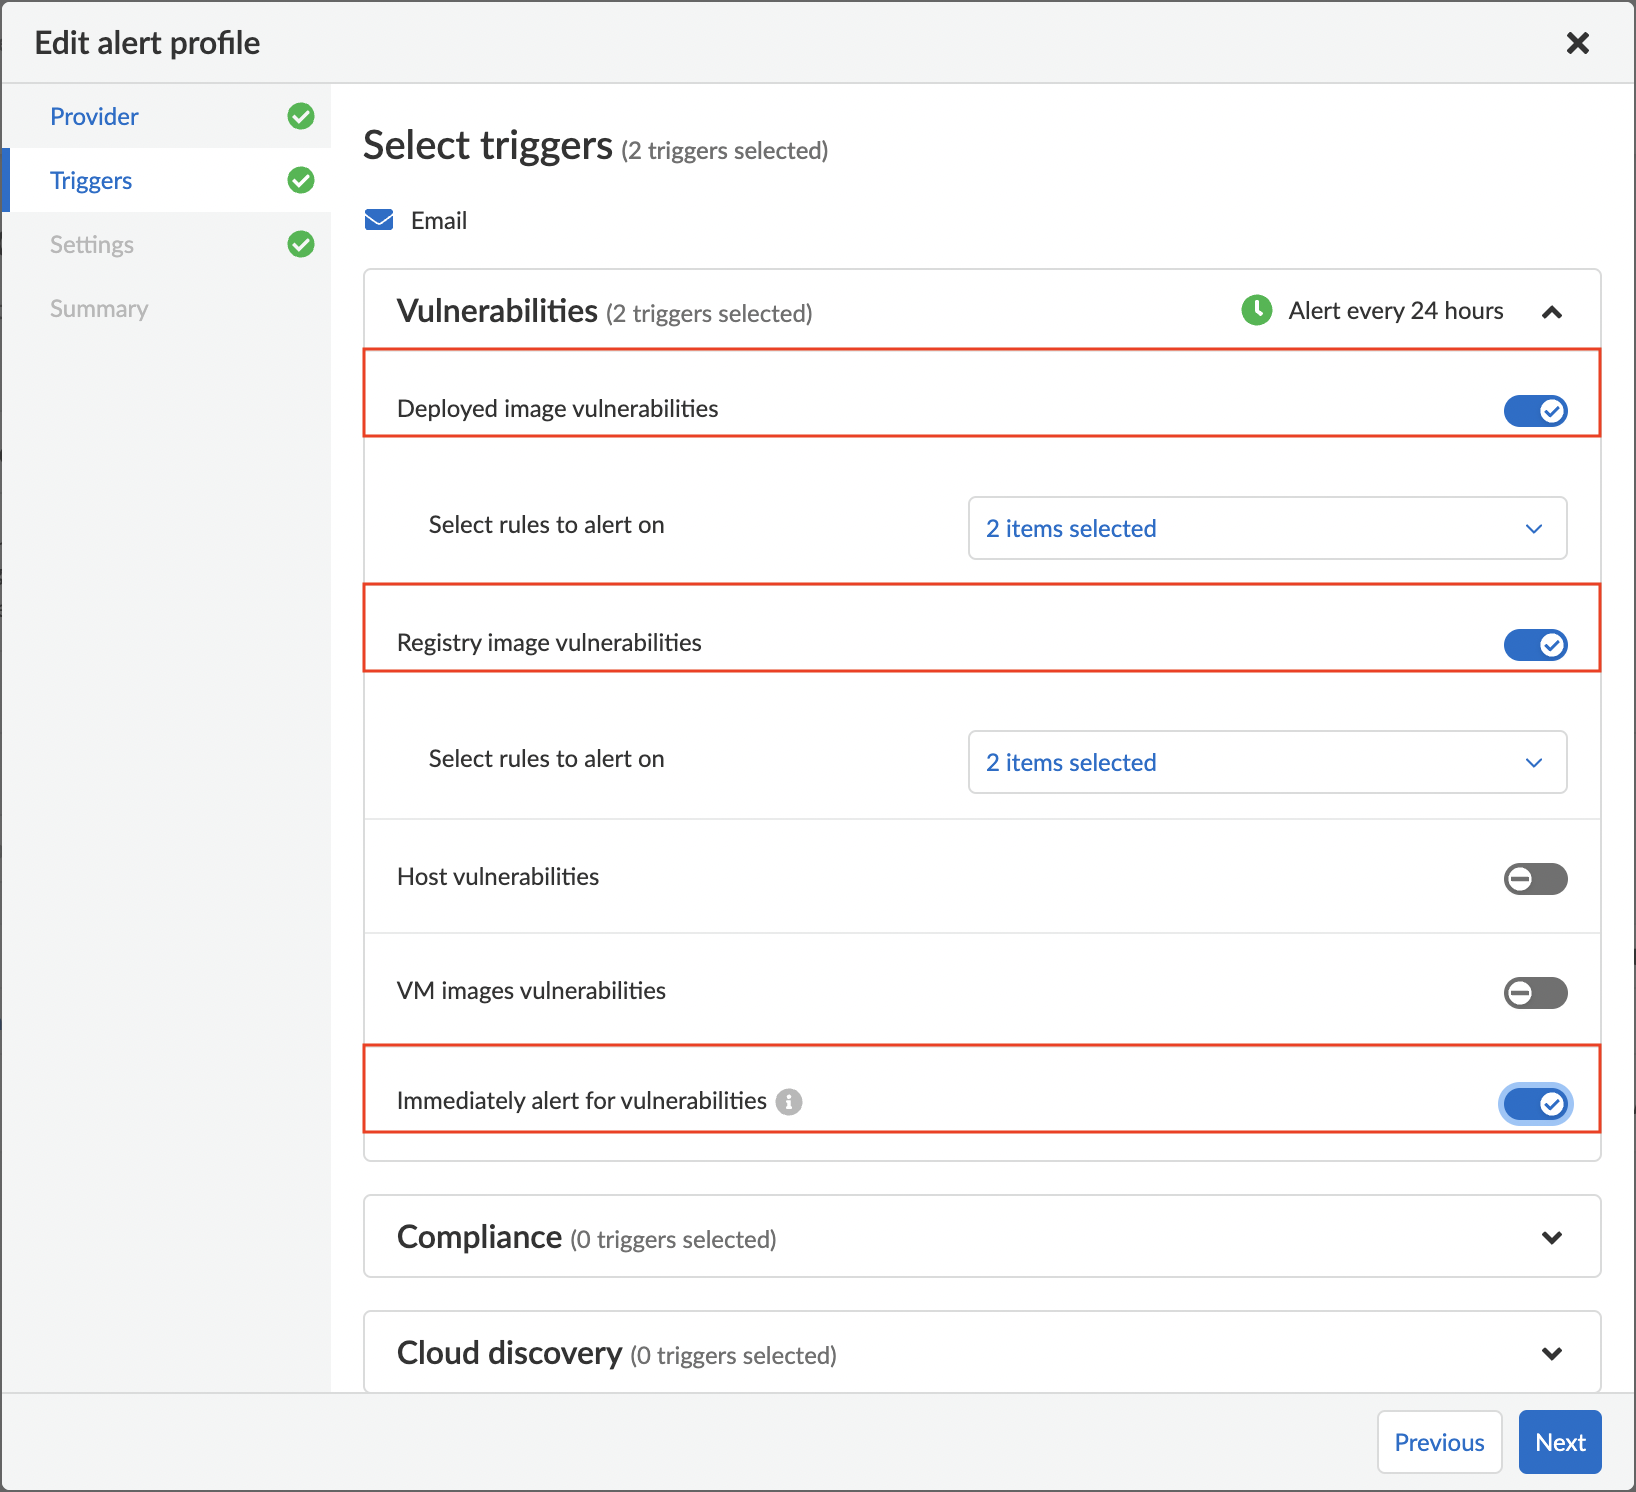 Edit alert profile
Provider
Triggers
Settings
Summary
Select triggers (2 triggers selected)
Email
Vulnerabilities (2 triggers selected)
Alert every 24 hours
Deployed image vulnerabilities
Select rules to alert on
2 items selected
Registry image vulnerabilities
Select rules to alert on
2 items selected
Host vulnerabilities
VM images vulnerabilities
Immediately alert for vulnerabilities
Compliance (0 triggers selected)
Cloud discovery (0 triggers selected)
Previous
Next